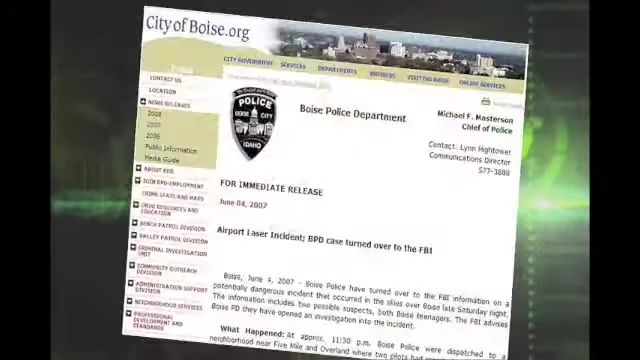 CityofBoise.org
CITY GOVERNMENT SERVICES DEPARTMENTS BUSINESS VISITING BOISE ONLINE SERVICES
CONTACT US
LOCATION
NEWS RELEASES
2008
2007
2006
Public Information
Media Guide
ABOUT BPD
JOIN BPD-EMPLOYMENT
CRIME STATS AND MAPS
DRUG RESOURCES AND
EDUCATION
BENCH PATROL DIVISION
VALLEY PATROL DIVISION
CRIMINAL INVESTIGATION
UNIT
COMMUNITY OUTREACH
DIVISION
ADMINISTRATION SUPPORT
DIVISION
NEIGHBORHOOD SERVICES
PROFESSIONAL
DEVELOPMENT AND
STANDARDS
POLICE
BOISE CITY
IDAHO
Boise Police Department
Michael F. Masterson
Chief of Police
Contact: Lynn Hightower
Communications Director
577-3808
FOR IMMEDIATE RELEASE
June 04, 2007
Airport Laser Incident; BPD case turned over to the FBI
Boise, June 4, 2007 - Boise Police have turned over to the FBI information on a
potentially dangerous incident that occurred in the skies over Boise late Saturday night.
The information includes two possible suspects, both Boise teenagers. The FBI advises
Boise PD they have opened an investigation into the incident.
What Happened: At approx. 11:30 p.m. Boise Police were dispatched to a
neighborhood near Five Mile and Overland where two pilots had